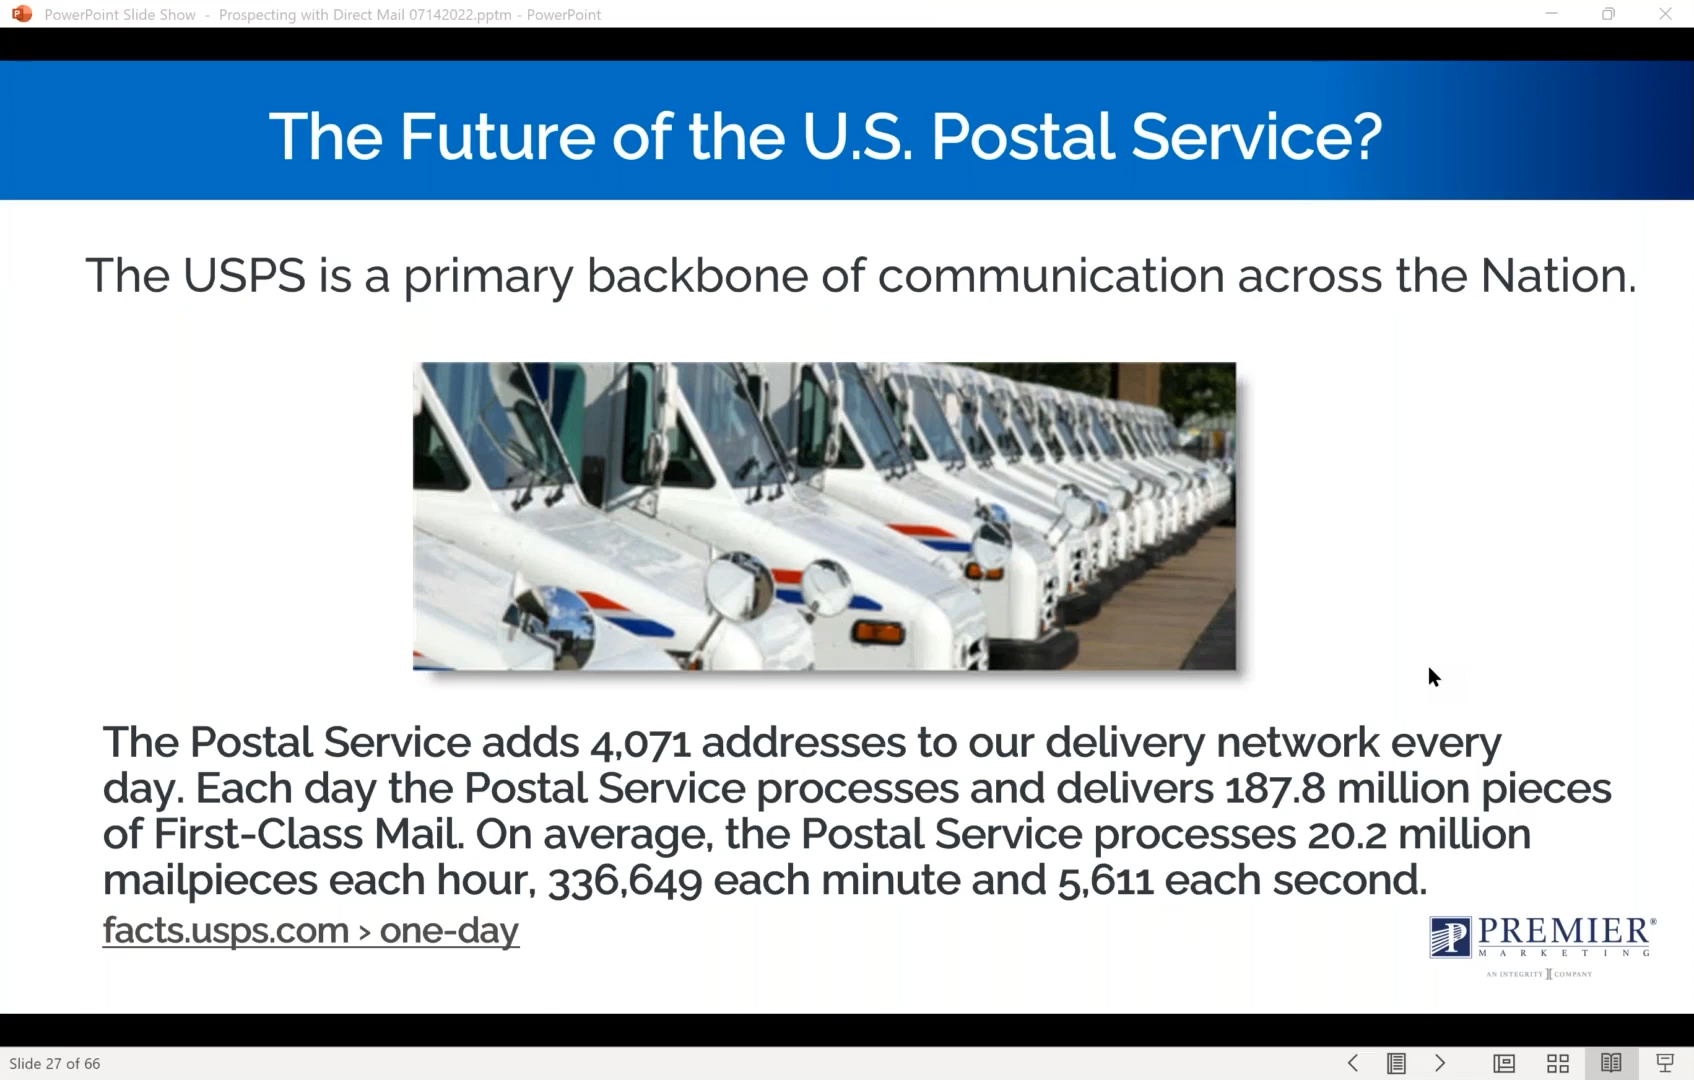 PowerPoint Slide Show - Prospecting with Direct Mail 07142022.pptm - PowerPoint
The Future of the U.S. Postal Service?
The USPS is a primary backbone of communication across the Nation.
The Postal Service adds 4,071 addresses to our delivery network every
day. Each day the Postal Service processes and delivers 187.8 million pieces
of First-Class Mail. On average, the Postal Service processes 20.2 million
mailpieces each hour, 336,649 each minute and 5,611 each second.
facts.usps.com › one-day
PREMIER®
MARKETING
AN INTEGRITY COMPANY
Slide 27 of 66